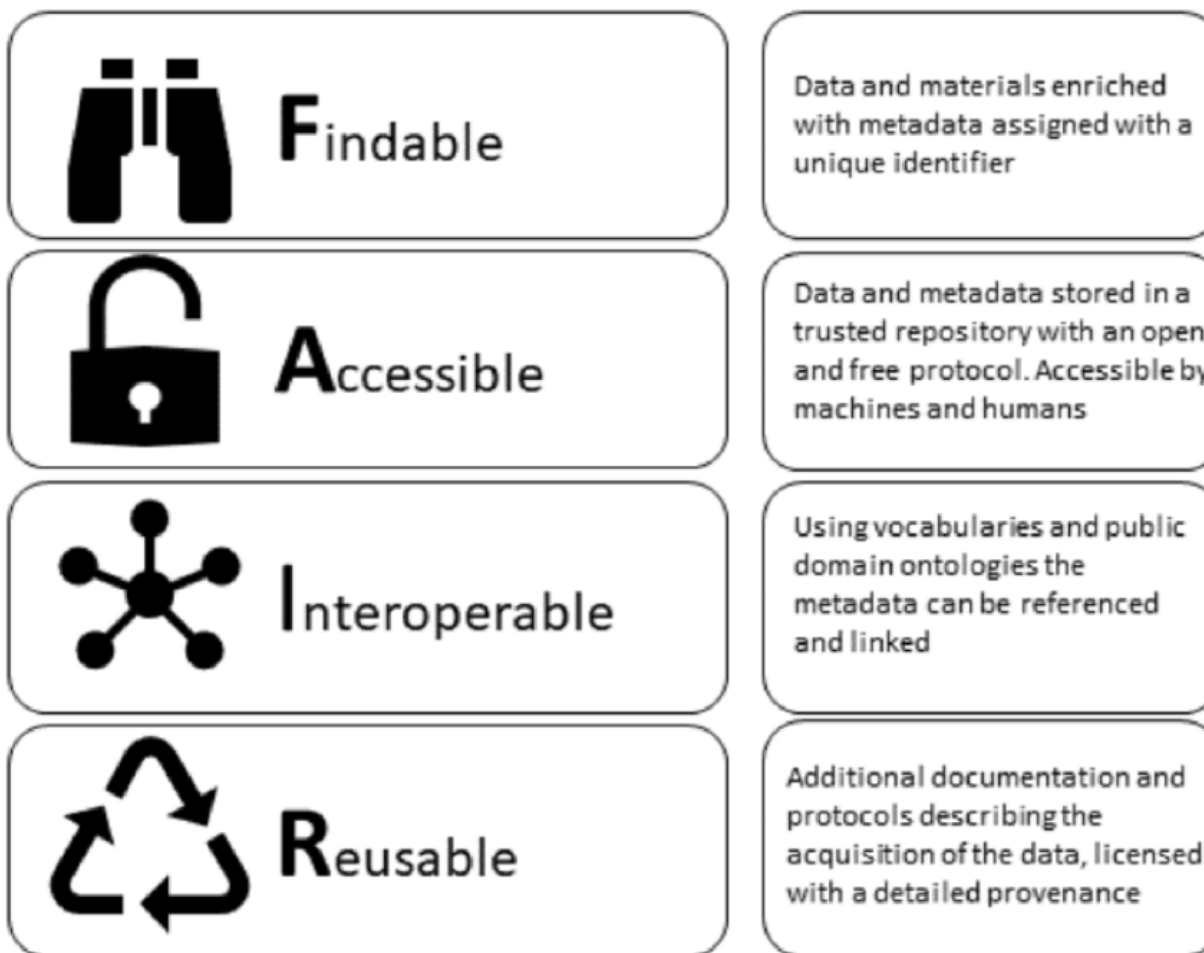 Findable
Data and materials enriched
with metadata assigned with a
unique identifier
Accessible
Data and metadata stored in a
trusted repository with an open
and free protocol. Accessible by
machines and humans
Interoperable
Using vocabularies and public
domain ontologies the
metadata can be referenced
and linked
Reusable
Additional documentation and
protocols describing the
acquisition of the data, licensed
with a detailed provenance